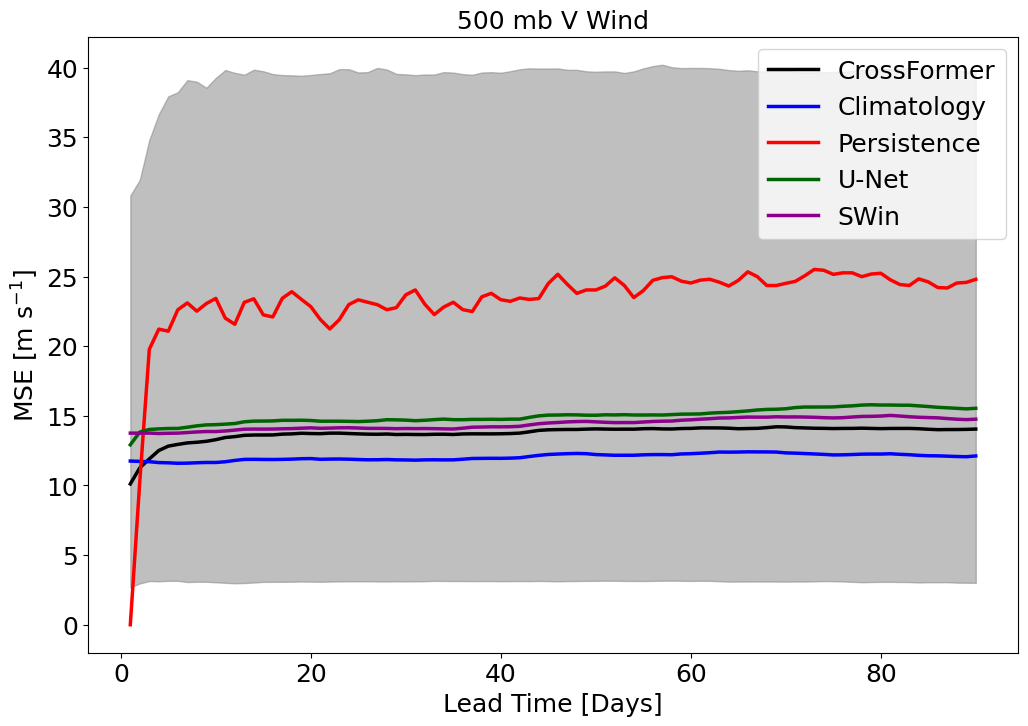 500 mb V Wind
MSE [m s⁻¹]
40
35
30
25
20
15
10
5
0
CrossFormer
Climatology
Persistence
U-Net
SWin
0 20 40 60 80
Lead Time [Days]